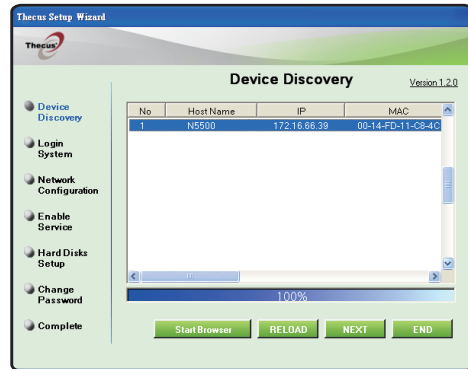 Thecus Setup Wizard
Thecus
Device Discovery
Version 1.2.0
Device
Discovery
Login
System
Network
Configuration
Enable
Service
Hard Disks
Setup
Change
Password
Complete
No Host Name IP MAC
1 N5500 172.16.66.39 00-14-FD-11-C8-4C
100%
Start Browser RELOAD NEXT END